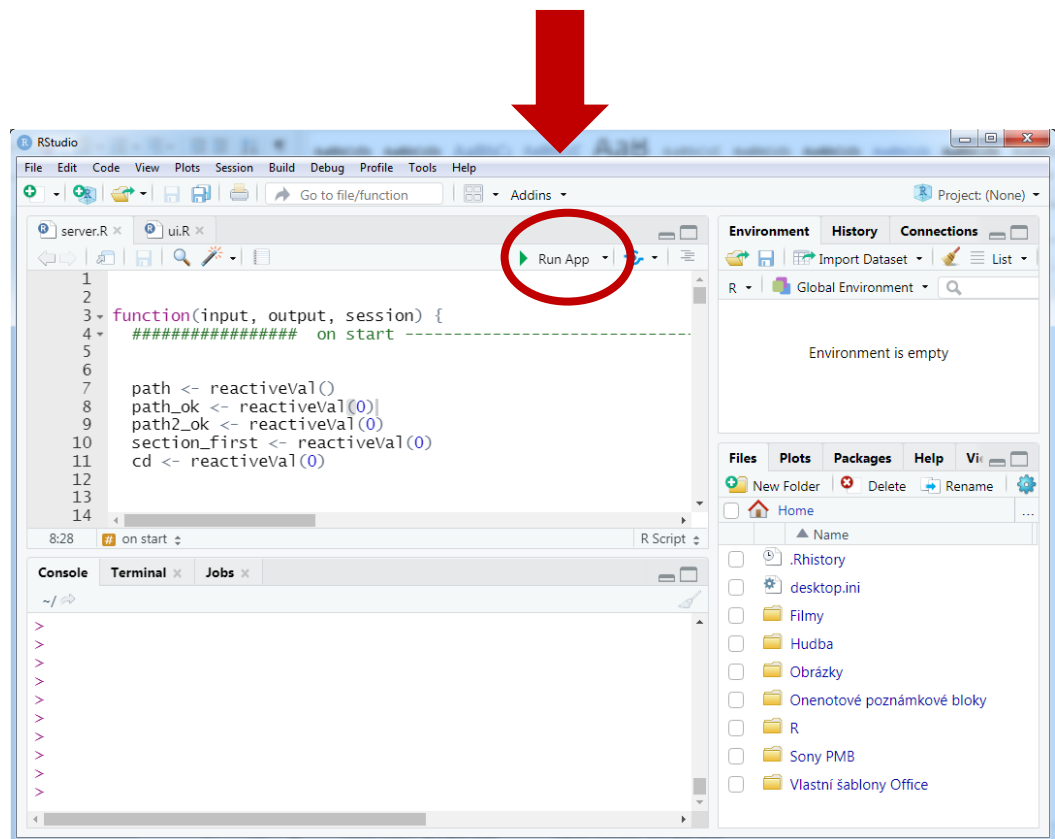 RStudio
File Edit Code View Plots Session Build Debug Profile Tools Help
Go to file/function Addins Project: (None)
server.R ui.R
Run App
1
2
3 function(input, output, session) {
4 ################# on start ------------------------------
5
6
7 path <- reactiveVal()
8 path_ok <- reactiveVal(0)
9 path2_ok <- reactiveVal(0)
10 section_first <- reactiveVal(0)
11 cd <- reactiveVal(0)
12
13
14
8:28 # on start R Script
Console Terminal Jobs
~/
>
>
>
>
>
>
>
>
>
>
Environment History Connections
Import Dataset List
R Global Environment
Environment is empty
Files Plots Packages Help
New Folder Delete Rename
Home ...
Name
.Rhistory
desktop.ini
Filmy
Hudba
Obrázky
Onenotové poznámkové bloky
R
Sony PMB
Vlastní šablony Office